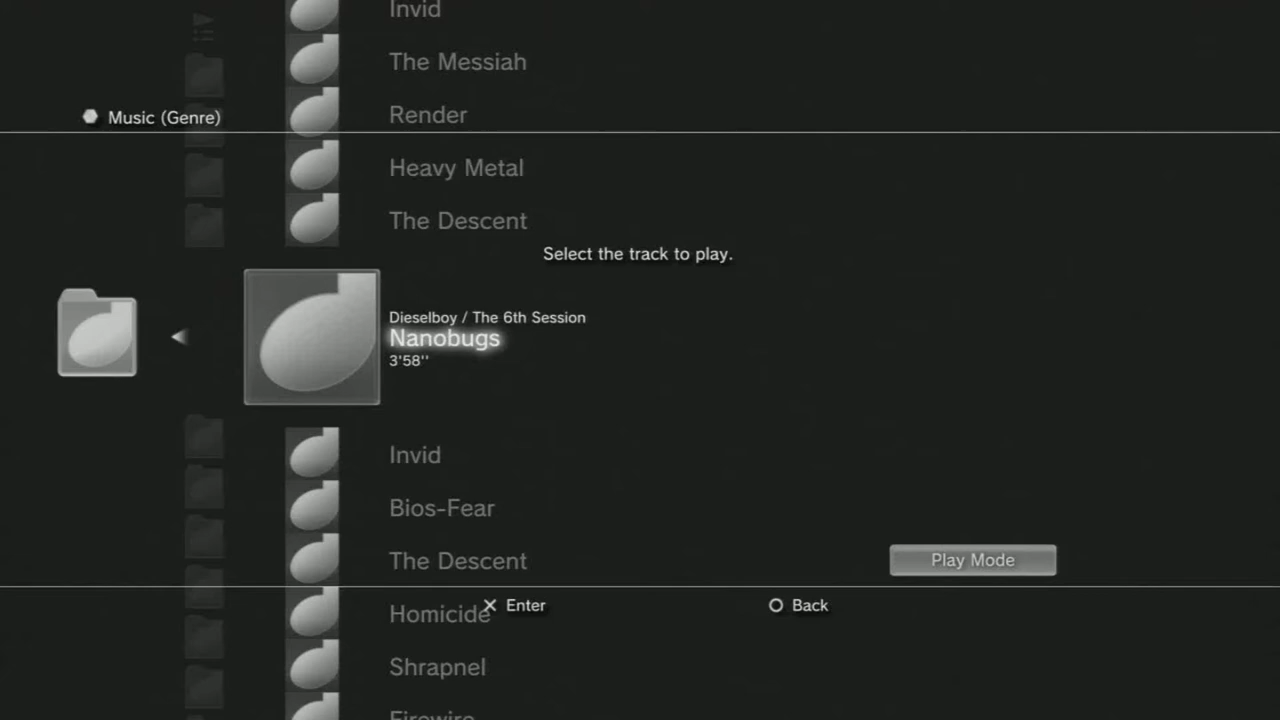 Invid
The Messiah
Music (Genre)
Render
Heavy Metal
The Descent
Select the track to play.
Dieselboy / The 6th Session
Nanobugs
3'58''
Invid
Bios-Fear
The Descent
Play Mode
Homicide
Enter
Back
Shrapnel
Firewire